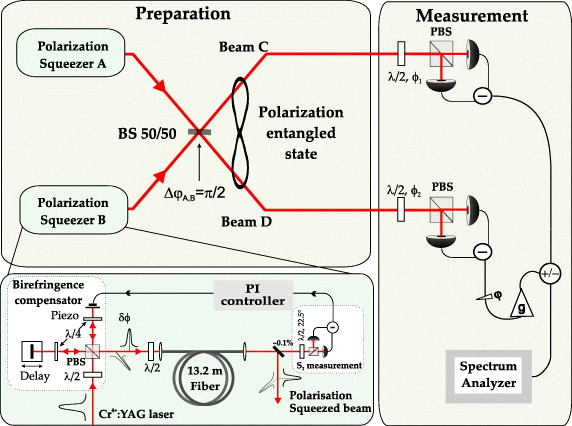 Preparation
Measurement
Polarization
Squeezer A
Beam C
PBS
λ/2, ϕ₁
BS 50/50
Polarization
entangled
state
ΔφA,B=π/2
Polarization
Squeezer B
Beam D
λ/2, ϕ₂
PBS
+/−
φ
g
Spectrum
Analyzer
Birefringence
compensator
PI
controller
Piezo
λ/4
δϕ
~0.1%
λ/2, 22.5°
PBS
λ/2
13.2 m
Fiber
S, measurement
Delay
λ/2
Polarisation
Squeezed beam
Cr⁴⁺:YAG laser